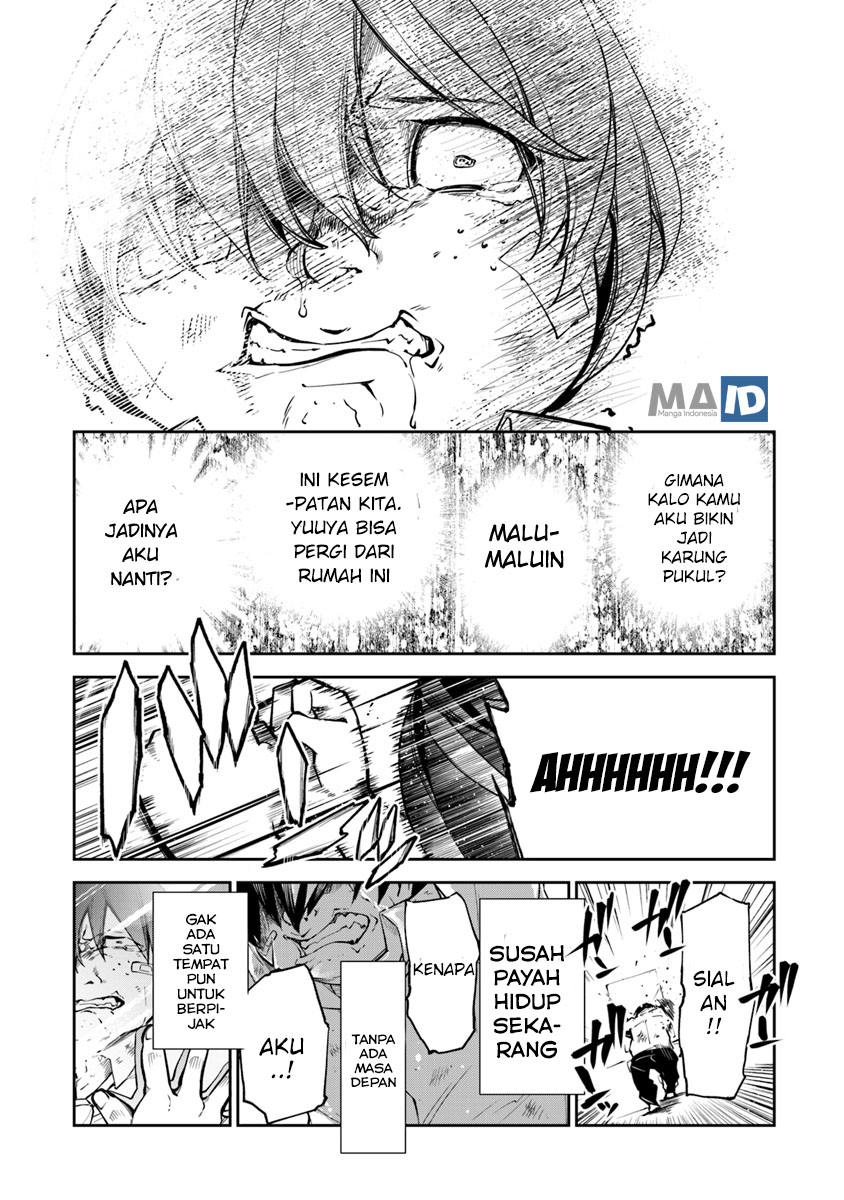 MAID
Manga Indonesia
GIMANA
KALO KAMU
AKU BIKIN
JADI
KARUNG
PUKUL?
MALU-
MALUIN
INI KESEM
-PATAN KITA.
YUUYA BISA
PERGI DARI
RUMAH INI
APA
JADINYA
AKU
NANTI?
AHHHHHH!!!
SIAL
AN!!
SUSAH
PAYAH
HIDUP
SEKA-
RANG
KENAPA
TANPA
ADA
MASA
DEPAN
AKU
..!
GAK
ADA
SATU
TEMPAT
PUN
UNTUK
BERPI-
JAK